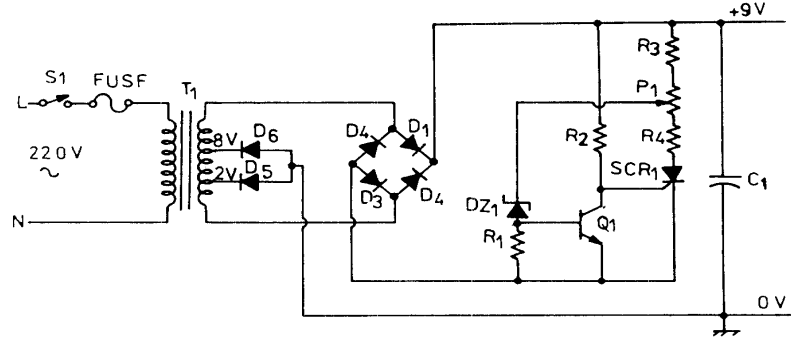 +9V
S1
FUSF
T1
R3
L
P1
8V
D6
D4
D1
220V
R2
R4
2V
D5
SCR1
C1
D3
D4
DZ1
R1
Q1
N
0V